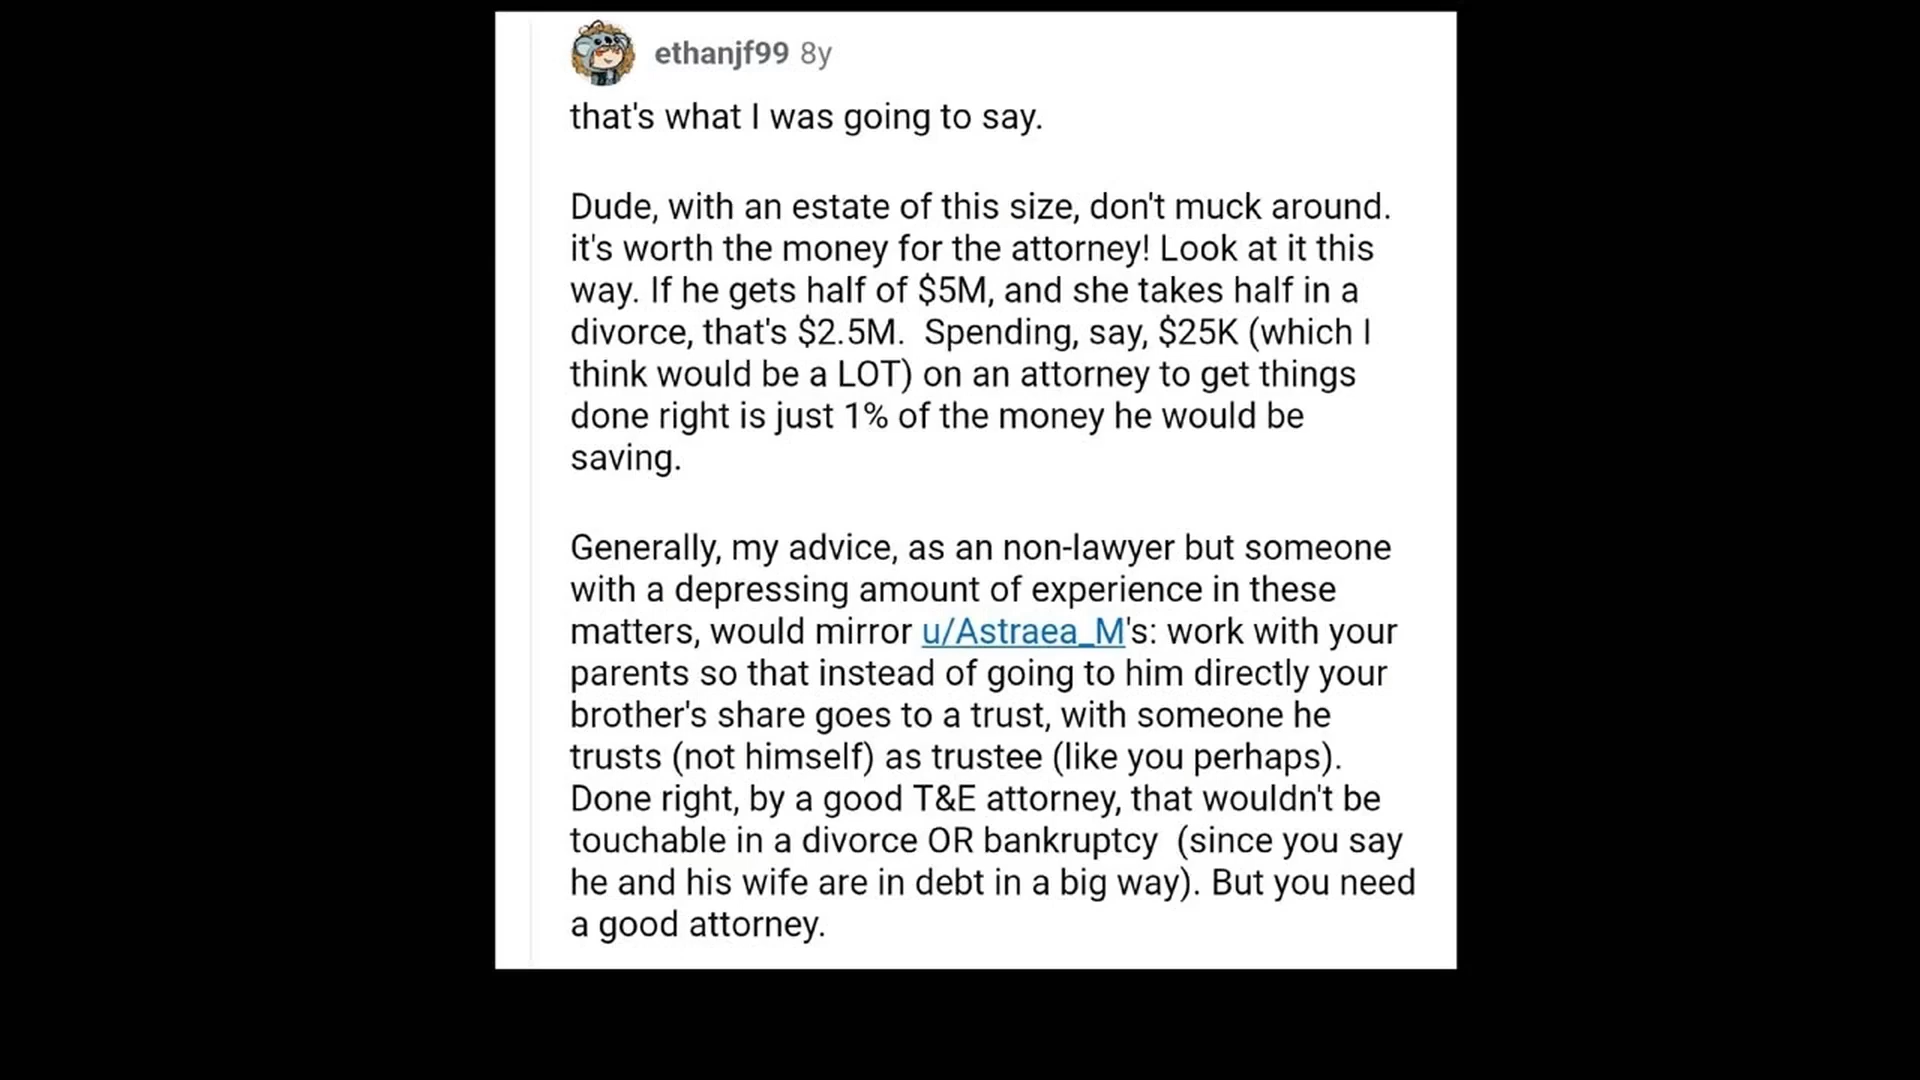 ethanjf99 8y
that's what I was going to say.
Dude, with an estate of this size, don't muck around.
it's worth the money for the attorney! Look at it this
way. If he gets half of $5M, and she takes half in a
divorce, that's $2.5M.  Spending, say, $25K (which I
think would be a LOT) on an attorney to get things
done right is just 1% of the money he would be
saving.
Generally, my advice, as an non-lawyer but someone
with a depressing amount of experience in these
matters, would mirror u/Astraea_M's: work with your
parents so that instead of going to him directly your
brother's share goes to a trust, with someone he
trusts (not himself) as trustee (like you perhaps).
Done right, by a good T&E attorney, that wouldn't be
touchable in a divorce OR bankruptcy  (since you say
he and his wife are in debt in a big way). But you need
a good attorney.